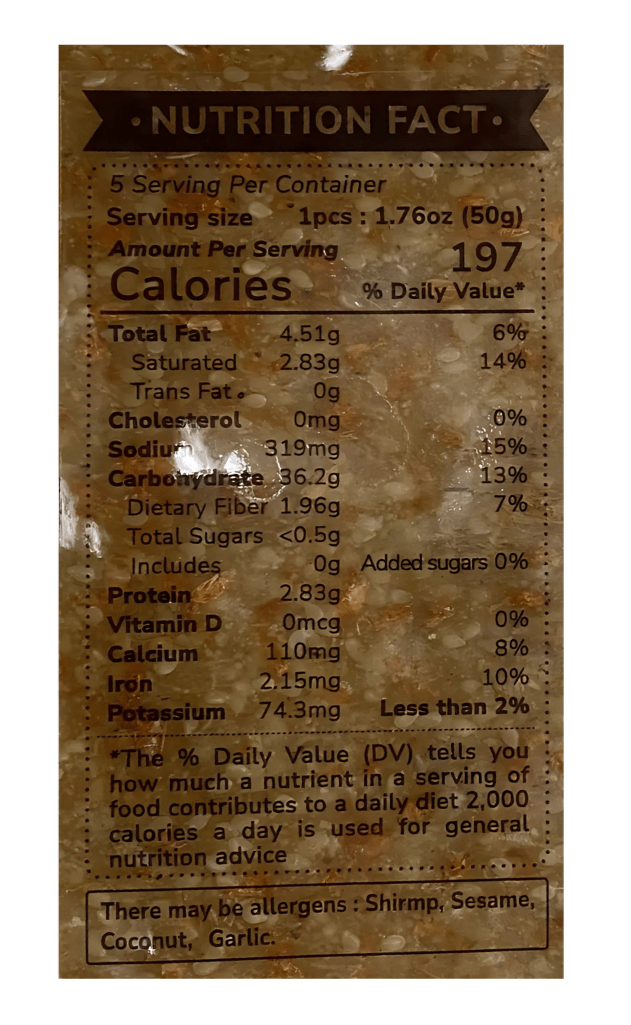 • NUTRITION FACT •
5 Serving Per Container
Serving size 1pcs : 1.76oz (50g)
Amount Per Serving
Calories 197
% Daily Value*
Total Fat 4.51g 6%
Saturated 2.83g 14%
Trans Fat. 0g
Cholesterol 0mg 0%
Sodium 319mg 15%
Carbohydrate 36.2g 13%
Dietary Fiber 1.96g 7%
Total Sugars <0.5g
Includes 0g Added sugars 0%
Protein 2.83g
Vitamin D 0mcg 0%
Calcium 110mg 8%
Iron 2.15mg 10%
Potassium 74.3mg Less than 2%
*The % Daily Value (DV) tells you
how much a nutrient in a serving of
food contributes to a daily diet 2,000
calories a day is used for general
nutrition advice
There may be allergens : Shirmp, Sesame,
Coconut, Garlic.